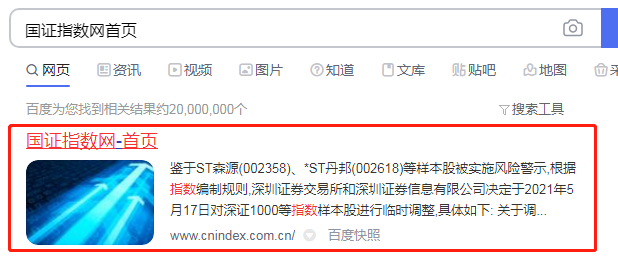 国证指数网首页
网页 资讯 视频 图片 知道 文库 贴吧 地图
百度为您找到相关结果约20,000,000个 搜索工具
国证指数网-首页
鉴于ST森源(002358)、*ST丹邦(002618)等样本股被实施风险警示,根据
指数编制规则,深圳证券交易所和深圳证券信息有限公司决定于2021年5
月17日对深证1000等指数样本股进行临时调整,具体如下: 关于调...
www.cnindex.com.cn/ 百度快照